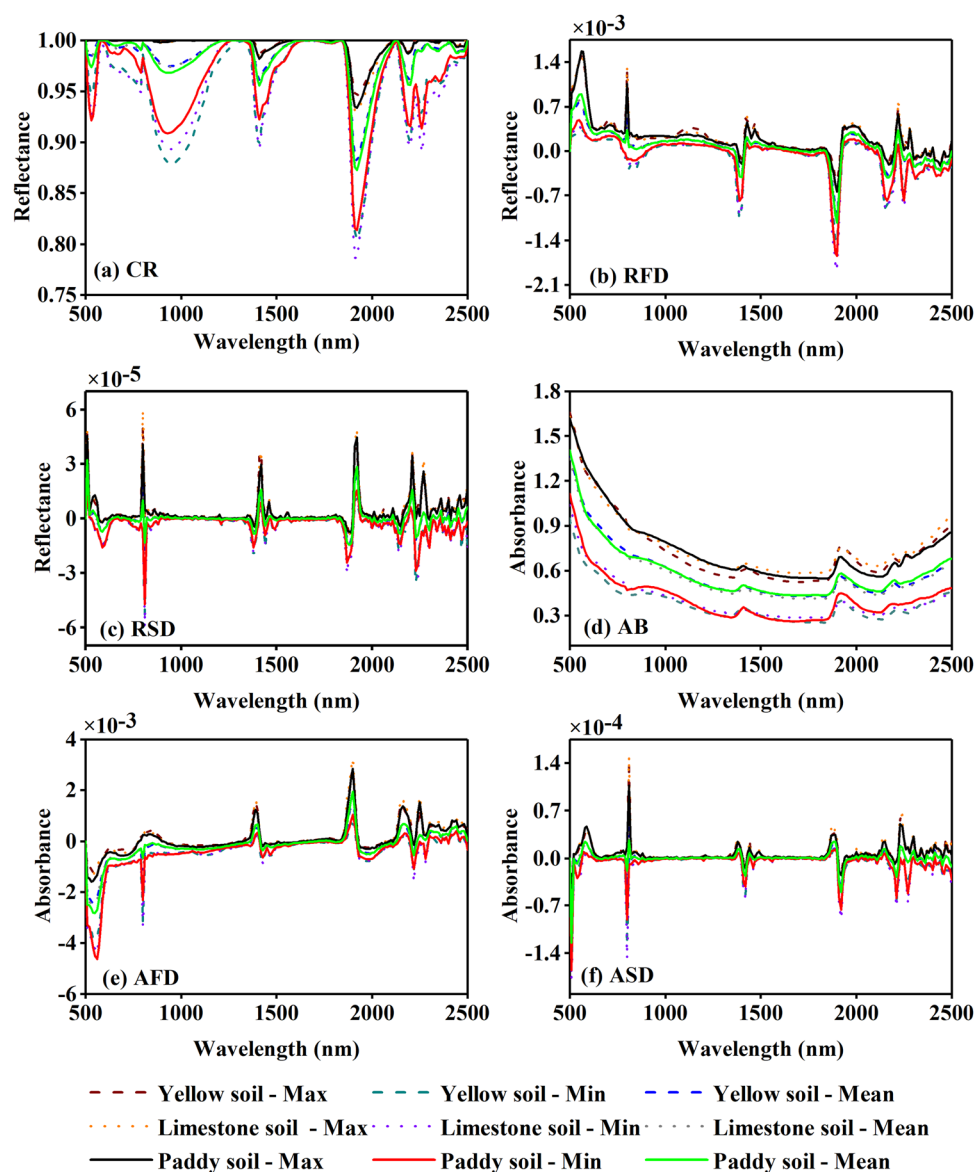 1.00
0.95
0.90
0.85
0.80
0.75
Reflectance
(a) CR
500 1000 1500 2000 2500
Wavelength (nm)
×10-3
1.4
0.7
0.0
-0.7
-1.4
-2.1
Reflectance
(b) RFD
500 1000 1500 2000 2500
Wavelength (nm)
×10-5
6
3
0
-3
-6
Reflectance
(c) RSD
500 1000 1500 2000 2500
Wavelength (nm)
1.8
1.5
1.2
0.9
0.6
0.3
Absorbance
(d) AB
500 1000 1500 2000 2500
Wavelength (nm)
×10-3
4
2
0
-2
-4
-6
Absorbance
(e) AFD
500 1000 1500 2000 2500
Wavelength (nm)
×10-4
1.4
0.7
0.0
-0.7
-1.4
Absorbance
(f) ASD
500 1000 1500 2000 2500
Wavelength (nm)
Yellow soil - Max Yellow soil - Min Yellow soil - Mean
Limestone soil - Max Limestone soil - Min Limestone soil - Mean
Paddy soil - Max Paddy soil - Min Paddy soil - Mean